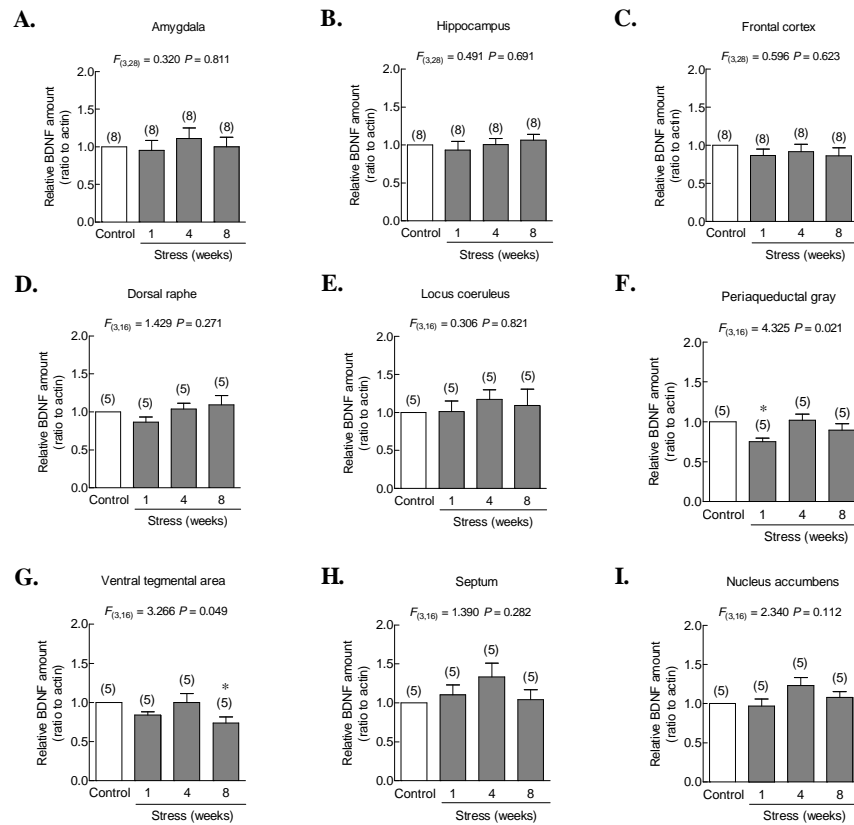 A.
Amygdala
F(3,28) = 0.320 P = 0.811
Relative BDNF amount
(ratio to actin)
2.0
1.5
1.0
0.5
0.0
(8)
(8)
(8)
(8)
Control
1
4
8
Stress (weeks)
B.
Hippocampus
F(3,28) = 0.491 P = 0.691
Relative BDNF amount
(ratio to actin)
2.0
1.5
1.0
0.5
0.0
(8)
(8)
(8)
(8)
Control
1
4
8
Stress (weeks)
C.
Frontal cortex
F(3,28) = 0.596 P = 0.623
Relative BDNF amount
(ratio to actin)
2.0
1.5
1.0
0.5
0.0
(8)
(8)
(8)
(8)
Control
1
4
8
Stress (weeks)
D.
Dorsal raphe
F(3,16) = 1.429 P = 0.271
Relative BDNF amount
(ratio to actin)
2.0
1.5
1.0
0.5
0.0
(5)
(5)
(5)
(5)
Control
1
4
8
Stress (weeks)
E.
Locus coeruleus
F(3,16) = 0.306 P = 0.821
Relative BDNF amount
(ratio to actin)
2.0
1.5
1.0
0.5
0.0
(5)
(5)
(5)
(5)
Control
1
4
8
Stress (weeks)
F.
Periaqueductal gray
F(3,16) = 4.325 P = 0.021
Relative BDNF amount
(ratio to actin)
2.0
1.5
1.0
0.5
0.0
(5)
*
(5)
(5)
(5)
Control
1
4
8
Stress (weeks)
G.
Ventral tegmental area
F(3,16) = 3.266 P = 0.049
Relative BDNF amount
(ratio to actin)
2.0
1.5
1.0
0.5
0.0
(5)
(5)
(5)
*
(5)
Control
1
4
8
Stress (weeks)
H.
Septum
F(3,16) = 1.390 P = 0.282
Relative BDNF amount
(ratio to actin)
2.0
1.5
1.0
0.5
0.0
(5)
(5)
(5)
(5)
Control
1
4
8
Stress (weeks)
I.
Nucleus accumbens
F(3,16) = 2.340 P = 0.112
Relative BDNF amount
(ratio to actin)
2.0
1.5
1.0
0.5
0.0
(5)
(5)
(5)
(5)
Control
1
4
8
Stress (weeks)